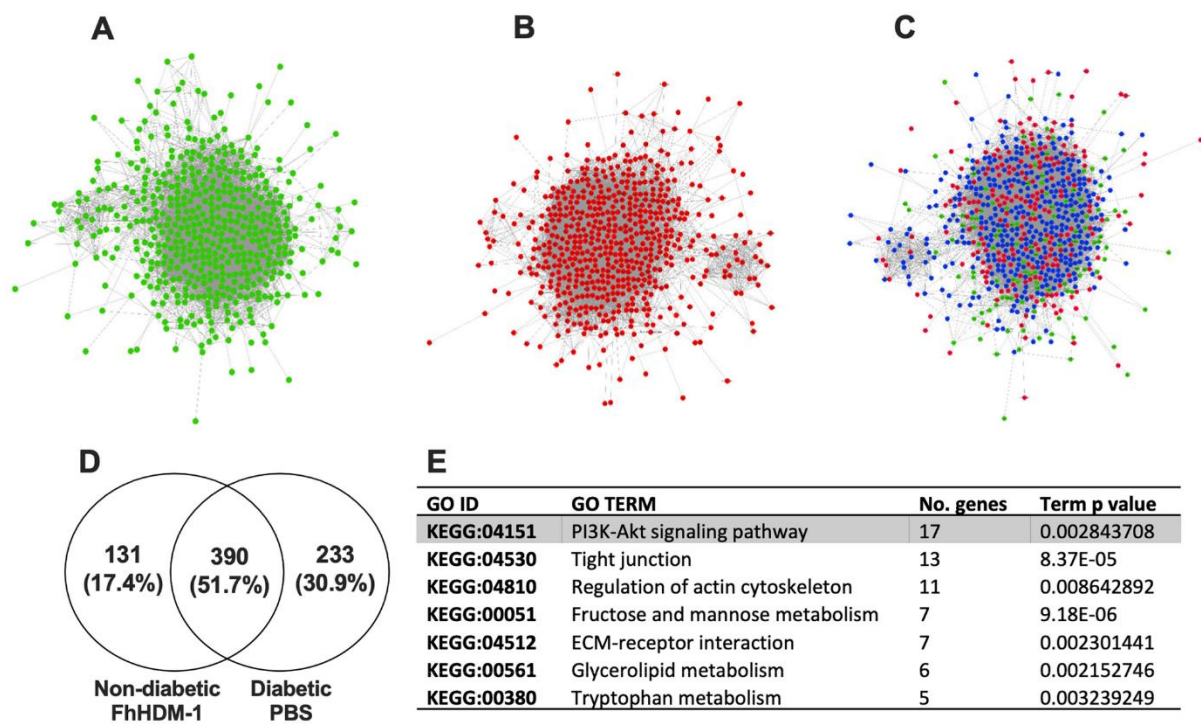 A
B
C
D
131
(17.4%)
390
(51.7%)
233
(30.9%)
Non-diabetic
FhHDM-1
Diabetic
PBS
E
GO ID GO TERM No. genes Term p value
KEGG:04151 PI3K-Akt signaling pathway 17 0.002843708
KEGG:04530 Tight junction 13 8.37E-05
KEGG:04810 Regulation of actin cytoskeleton 11 0.008642892
KEGG:00051 Fructose and mannose metabolism 7 9.18E-06
KEGG:04512 ECM-receptor interaction 7 0.002301441
KEGG:00561 Glycerolipid metabolism 6 0.002152746
KEGG:00380 Tryptophan metabolism 5 0.003239249